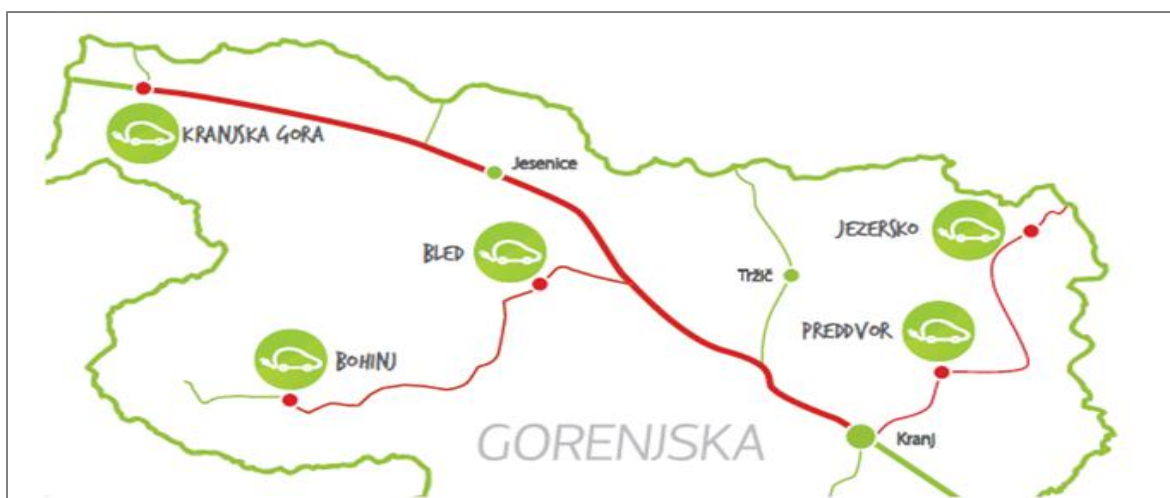 KRANJSKA GORA
Jesenice
BLED
JEZERSKO
Tržič
PREDDVOR
BOHINJ
GORENJSKA
Kranj